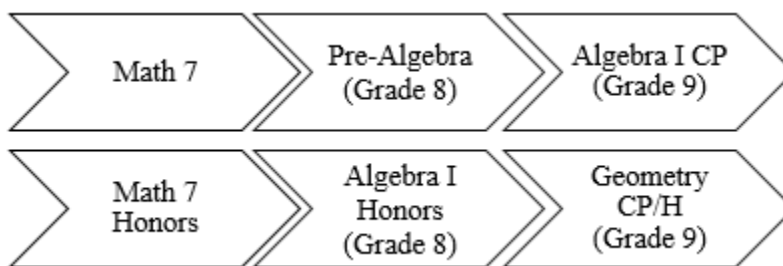 Math 7
Pre-Algebra
(Grade 8)
Algebra I CP
(Grade 9)
Math 7
Honors
Algebra I
Honors
(Grade 8)
Geometry
CP/H
(Grade 9)